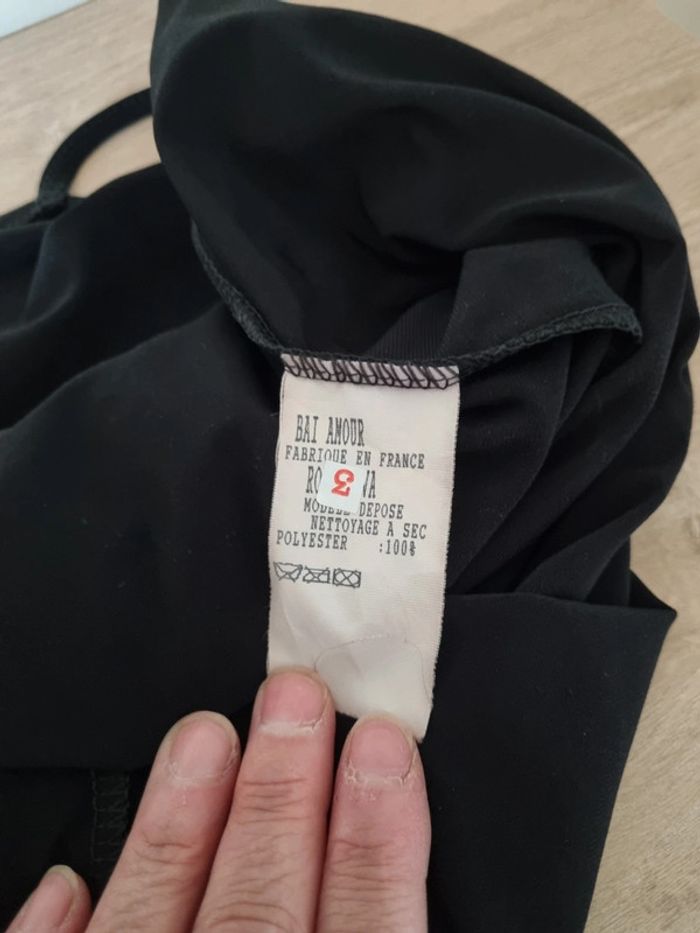 BAI AMOUR
FABRIQUE EN FRANCE
3
DEPOSE
NETTOYAGE A SEC
POLYESTER :100%